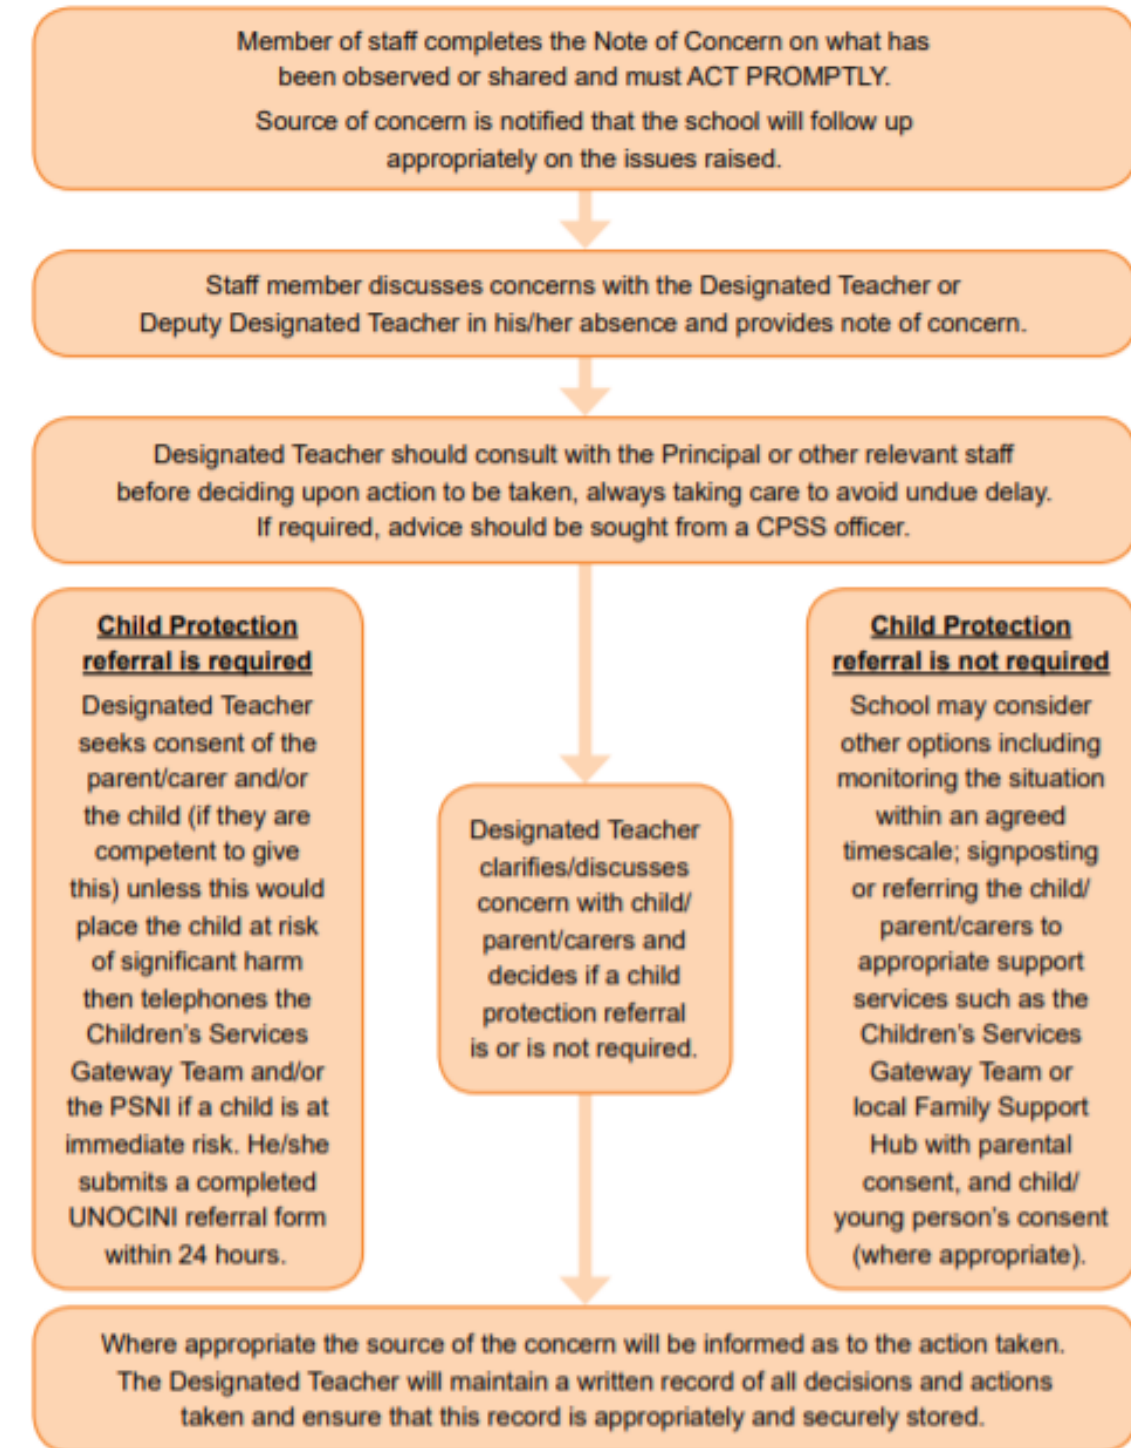 Member of staff completes the Note of Concern on what has
been observed or shared and must ACT PROMPTLY.
Source of concern is notified that the school will follow up
appropriately on the issues raised.
Staff member discusses concerns with the Designated Teacher or
Deputy Designated Teacher in his/her absence and provides note of concern.
Designated Teacher should consult with the Principal or other relevant staff
before deciding upon action to be taken, always taking care to avoid undue delay.
If required, advice should be sought from a CPSS officer.
Child Protection
referral is required
Designated Teacher
seeks consent of the
parent/carer and/or
the child (if they are
competent to give
this) unless this would
place the child at risk
of significant harm
then telephones the
Children's Services
Gateway Team and/or
the PSNI if a child is at
immediate risk. He/she
submits a completed
UNOCINI referral form
within 24 hours.
Designated Teacher
clarifies/discusses
concern with child/
parent/carers and
decides if a child
protection referral
is or is not required.
Child Protection
referral is not required
School may consider
other options including
monitoring the situation
within an agreed
timescale; signposting
or referring the child/
parent/carers to
appropriate support
services such as the
Children's Services
Gateway Team or
local Family Support
Hub with parental
consent, and child/
young person's consent
(where appropriate).
Where appropriate the source of the concern will be informed as to the action taken.
The Designated Teacher will maintain a written record of all decisions and actions
taken and ensure that this record is appropriately and securely stored.